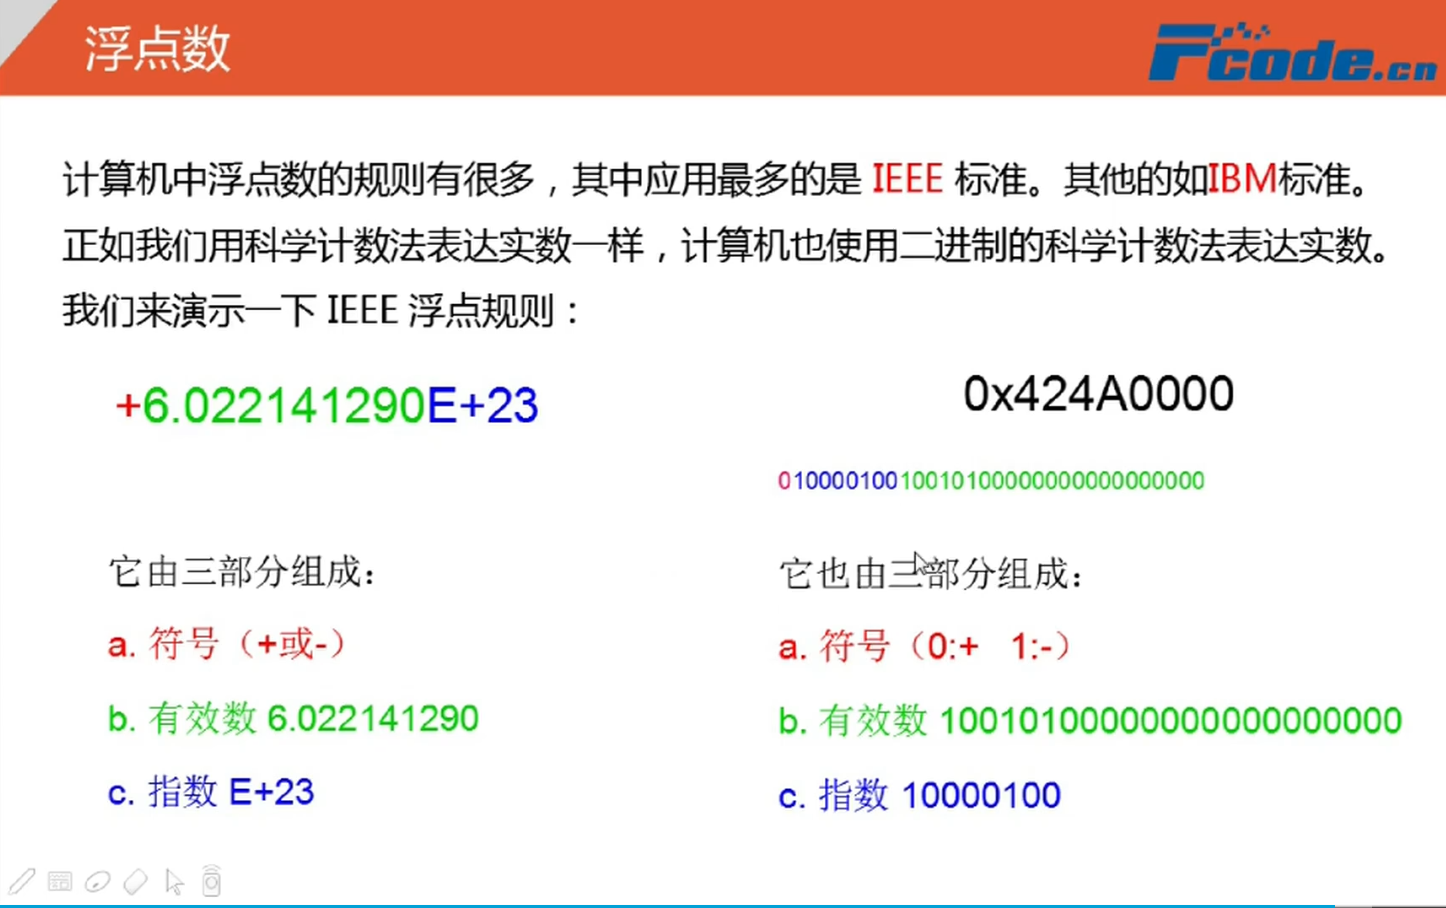 浮点数
Fcode.cn
计算机中浮点数的规则有很多，其中应用最多的是 IEEE 标准。其他的如IBM标准。
正如我们用科学计数法表达实数一样，计算机也使用二进制的科学计数法表达实数。
我们来演示一下 IEEE 浮点规则：
+6.022141290E+23
0x424A0000
01000010010010100000000000000000
它由三部分组成：
a. 符号（+或-）
b. 有效数 6.022141290
c. 指数 E+23
它也由三部分组成：
a. 符号（0:+ 1:-）
b. 有效数 10010100000000000000000
c. 指数 10000100